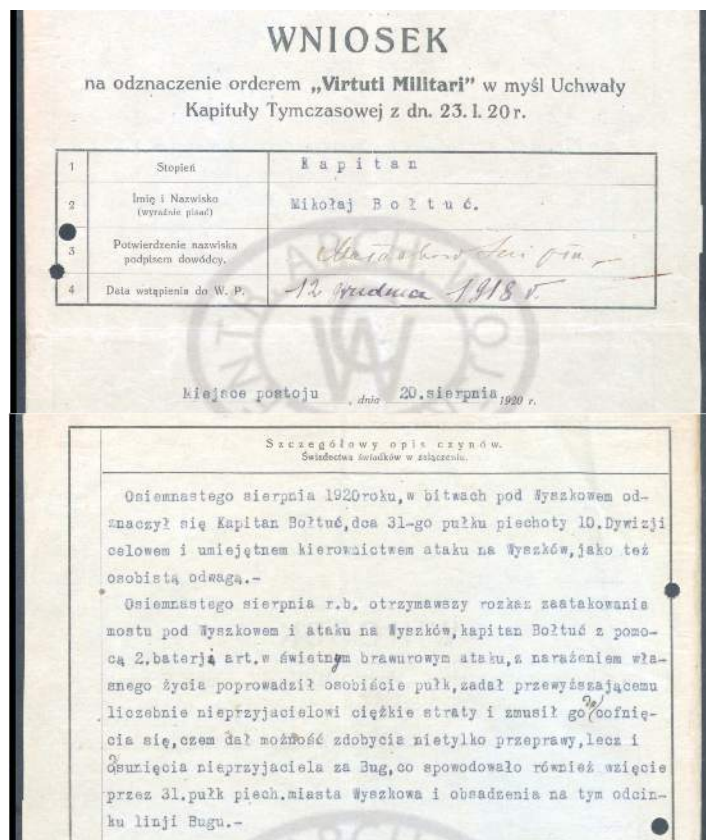 WNIOSEK
na odznaczenie orderem „Virtuti Militari" w myśl Uchwały
Kapituły Tymczasowej z dn. 23. I. 20 r.
1 Stopień Kapitan
2 Imię i Nazwisko Mikołaj Bołtuć.
(wyraźnie pisać)
3 Potwierdzenie nazwiska
podpisem dowódcy.
4 Data wstąpienia do W. P. 12 grudnia 1918 r.
Miejsce postoju, dnia 20.sierpnia 1920 r.
Szczegółowy opis czynów.
Świadectwa świadków w załączeniu.
Osiemnastego sierpnia 1920roku,w bitwach pod Wyszkowem od-
znaczył się Kapitan Bołtuć,dca 31-go pułku piechoty 10.Dywizji
celowem i umiejętnem kierownictwem ataku na Wyszków,jako też
osobistą odwagą.-
Osiemnastego sierpnia r.b. otrzymawszy rozkaz zaatakowania
mostu pod Wyszkowem i ataku na Wyszków,kapitan Bołtuć z pomo-
cą 2.baterją art.w świetnym brawurowym ataku,z narażeniem wła-
snego życia poprowadził osobiście pułk,zadał przewyższającemu
liczebnie nieprzyjacielowi ciężkie straty i zmusił go do cofnię-
cia się,czem dał możność zdobycia nietylko przeprawy,lecz i
odsunięcia nieprzyjaciela za Bug,co spowodowało również wzięcie
przez 31.pułk piech.miasta Wyszkowa i obsadzenia na tym odcin-
ku linji Bugu.-